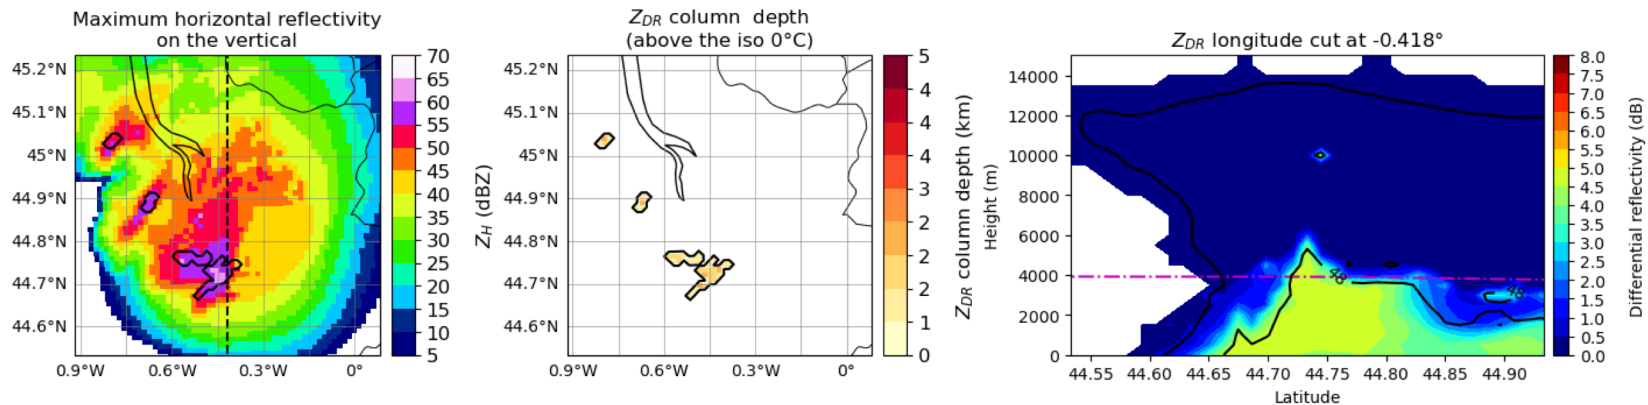 Maximum horizontal reflectivity
on the vertical
45.2°N
45.1°N
45°N
44.9°N
44.8°N
44.7°N
44.6°N
0.9°W
0.6°W
0.3°W
0°
70
65
60
55
50
45
40
35
30
25
20
15
10
5
Z_H (dBZ)
Z_DR column depth
(above the iso 0°C)
45.2°N
45.1°N
45°N
44.9°N
44.8°N
44.7°N
44.6°N
0.9°W
0.6°W
0.3°W
0°
5
4
4
4
3
2
2
2
1
0
Z_DR column depth (km)
Z_DR longitude cut at -0.418°
Height (m)
14000
12000
10000
8000
6000
4000
2000
0
48
48
44.55
44.60
44.65
44.70
44.75
44.80
44.85
44.90
Latitude
8.0
7.5
7.0
6.5
6.0
5.5
5.0
4.5
4.0
3.5
3.0
2.5
2.0
1.5
1.0
0.5
0.0
Differential reflectivity (dB)